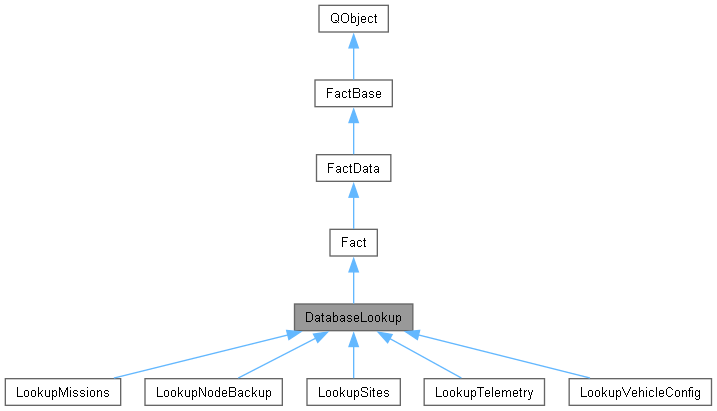 QObject
FactBase
FactData
Fact
DatabaseLookup
LookupMissions
LookupNodeBackup
LookupSites
LookupTelemetry
LookupVehicleConfig